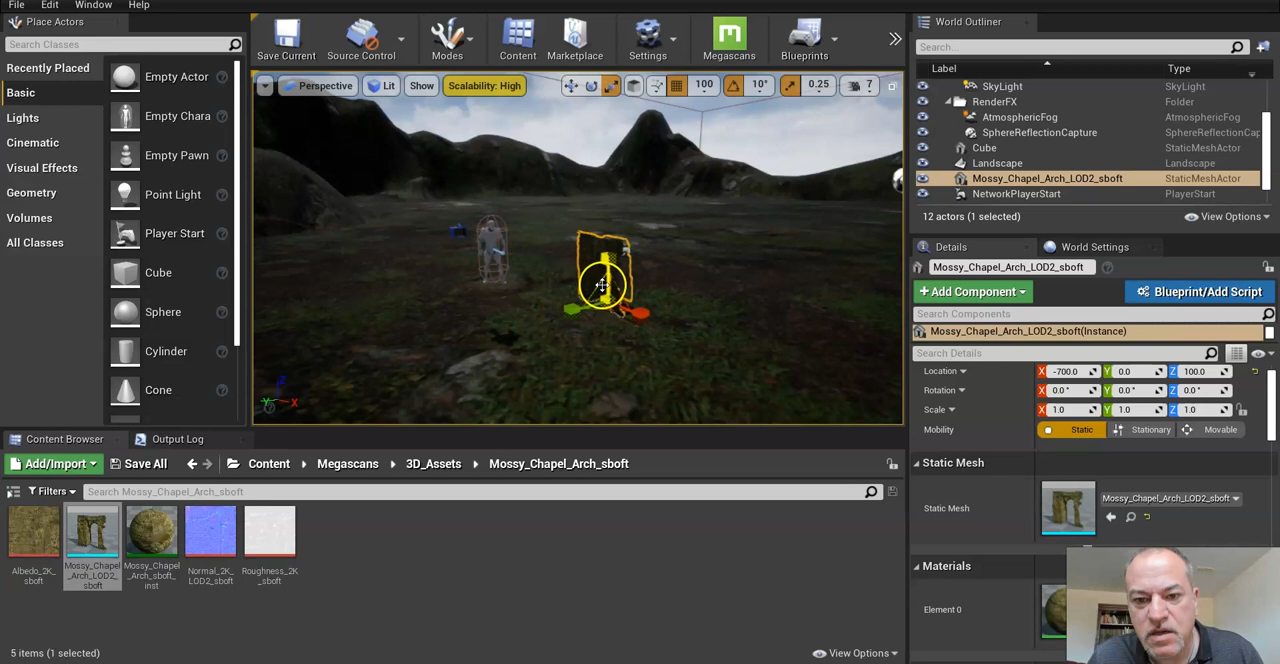 File Edit Window Help
Place Actors
Search Classes
Recently Placed
Basic
Lights
Cinematic
Visual Effects
Geometry
Volumes
All Classes
Empty Actor
Empty Chara
Empty Pawn
Point Light
Player Start
Cube
Sphere
Cylinder
Cone
Save Current
Source Control
Modes
Content
Marketplace
Settings
Megascans
Blueprints
Perspective
Lit
Show
Scalability: High
100
10°
0.25
7
Z
Y
X
World Outliner
Search...
Label Type
SkyLight SkyLight
RenderFX Folder
AtmosphericFog AtmosphericFog
SphereReflectionCapture SphereReflectionCap
Cube StaticMeshActor
Landscape Landscape
Mossy_Chapel_Arch_LOD2_sboft StaticMeshActor
NetworkPlayerStart PlayerStart
12 actors (1 selected)
View Options
Details
World Settings
Mossy_Chapel_Arch_LOD2_sboft
+ Add Component
Blueprint/Add Script
Search Components
Mossy_Chapel_Arch_LOD2_sboft(Instance)
Search Details
Location X -700.0 Y 0.0 Z 100.0
Rotation X 0.0 ° Y 0.0 ° Z 0.0 °
Scale X 1.0 Y 1.0 Z 1.0
Mobility Static Stationary Movable
Static Mesh
Static Mesh
Mossy_Chapel_Arch_LOD2_sboft
Materials
Element 0
Content Browser
Output Log
Add/Import
Save All
Content
Megascans
3D_Assets
Mossy_Chapel_Arch_sboft
Filters
Search Mossy_Chapel_Arch_sboft
Albedo_2K_
sboft
Mossy_Chapel
_Arch_LOD2_s
boft
Mossy_Chapel
_Arch_sboft_
inst
Normal_2K_
LOD2_sboft
Roughness_2K
_sboft
5 items (1 selected)
View Options